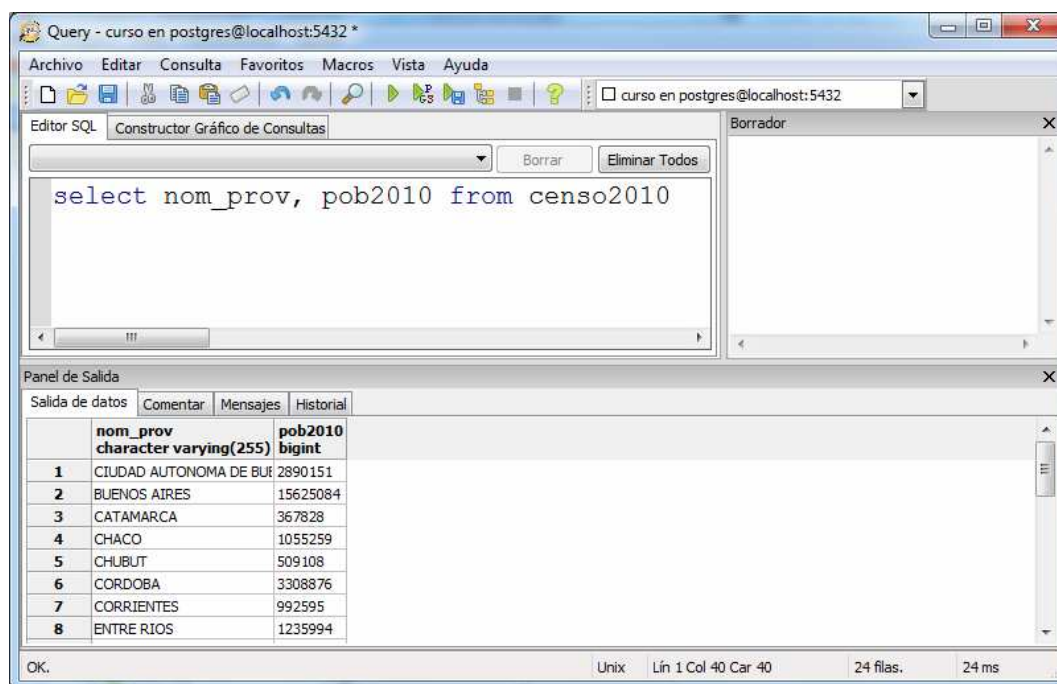 Query - curso en postgres@localhost:5432 *
Archivo Editar Consulta Favoritos Macros Vista Ayuda
curso en postgres@localhost:5432
Editor SQL Constructor Gráfico de Consultas
Borrador
Borrar Eliminar Todos
select nom_prov, pob2010 from censo2010
Panel de Salida
Salida de datos Comentar Mensajes Historial
nom_prov pob2010
character varying(255) bigint
1 CIUDAD AUTONOMA DE BUE 2890151
2 BUENOS AIRES 15625084
3 CATAMARCA 367828
4 CHACO 1055259
5 CHUBUT 509108
6 CORDOBA 3308876
7 CORRIENTES 992595
8 ENTRE RIOS 1235994
OK. Unix Lín 1 Col 40 Car 40 24 filas. 24 ms